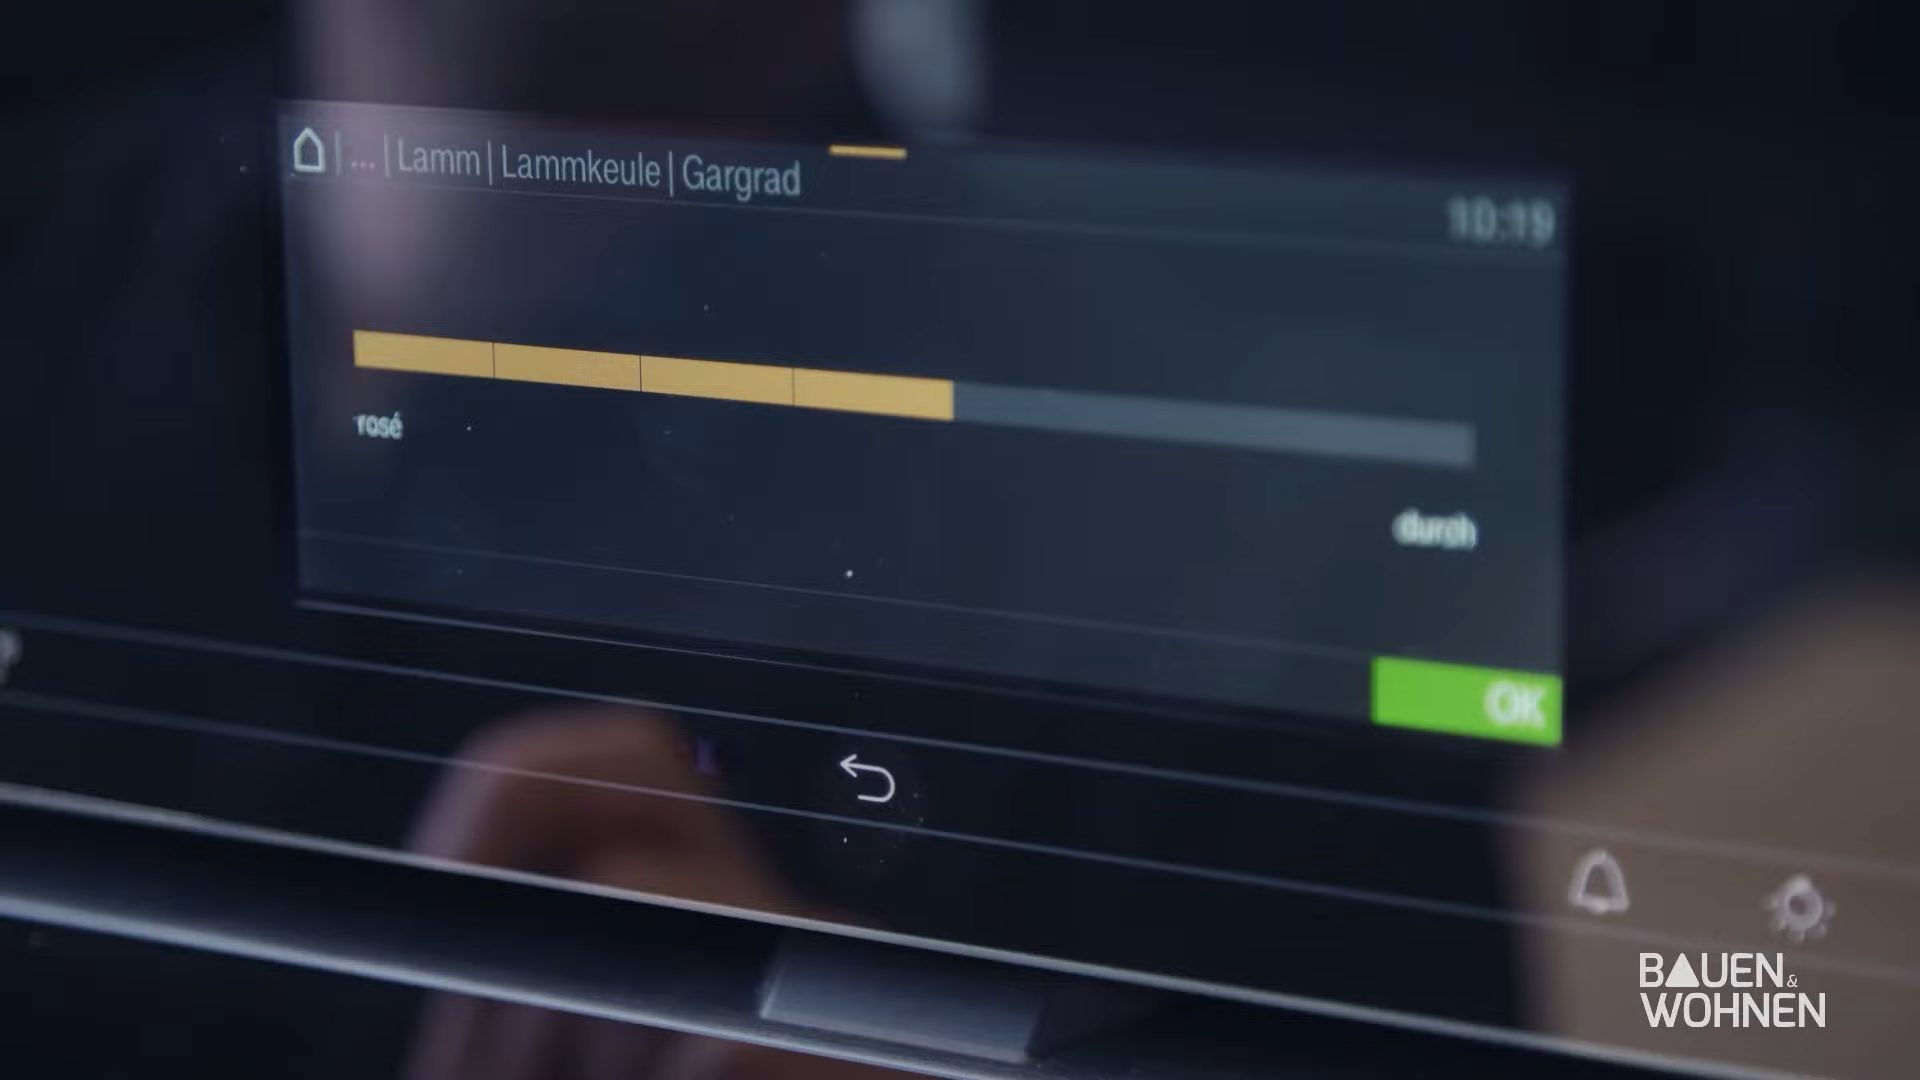 ... | Lamm | Lammkeule | Gargrad
10:19
rosé
durch
OK
BAUEN &
WOHNEN